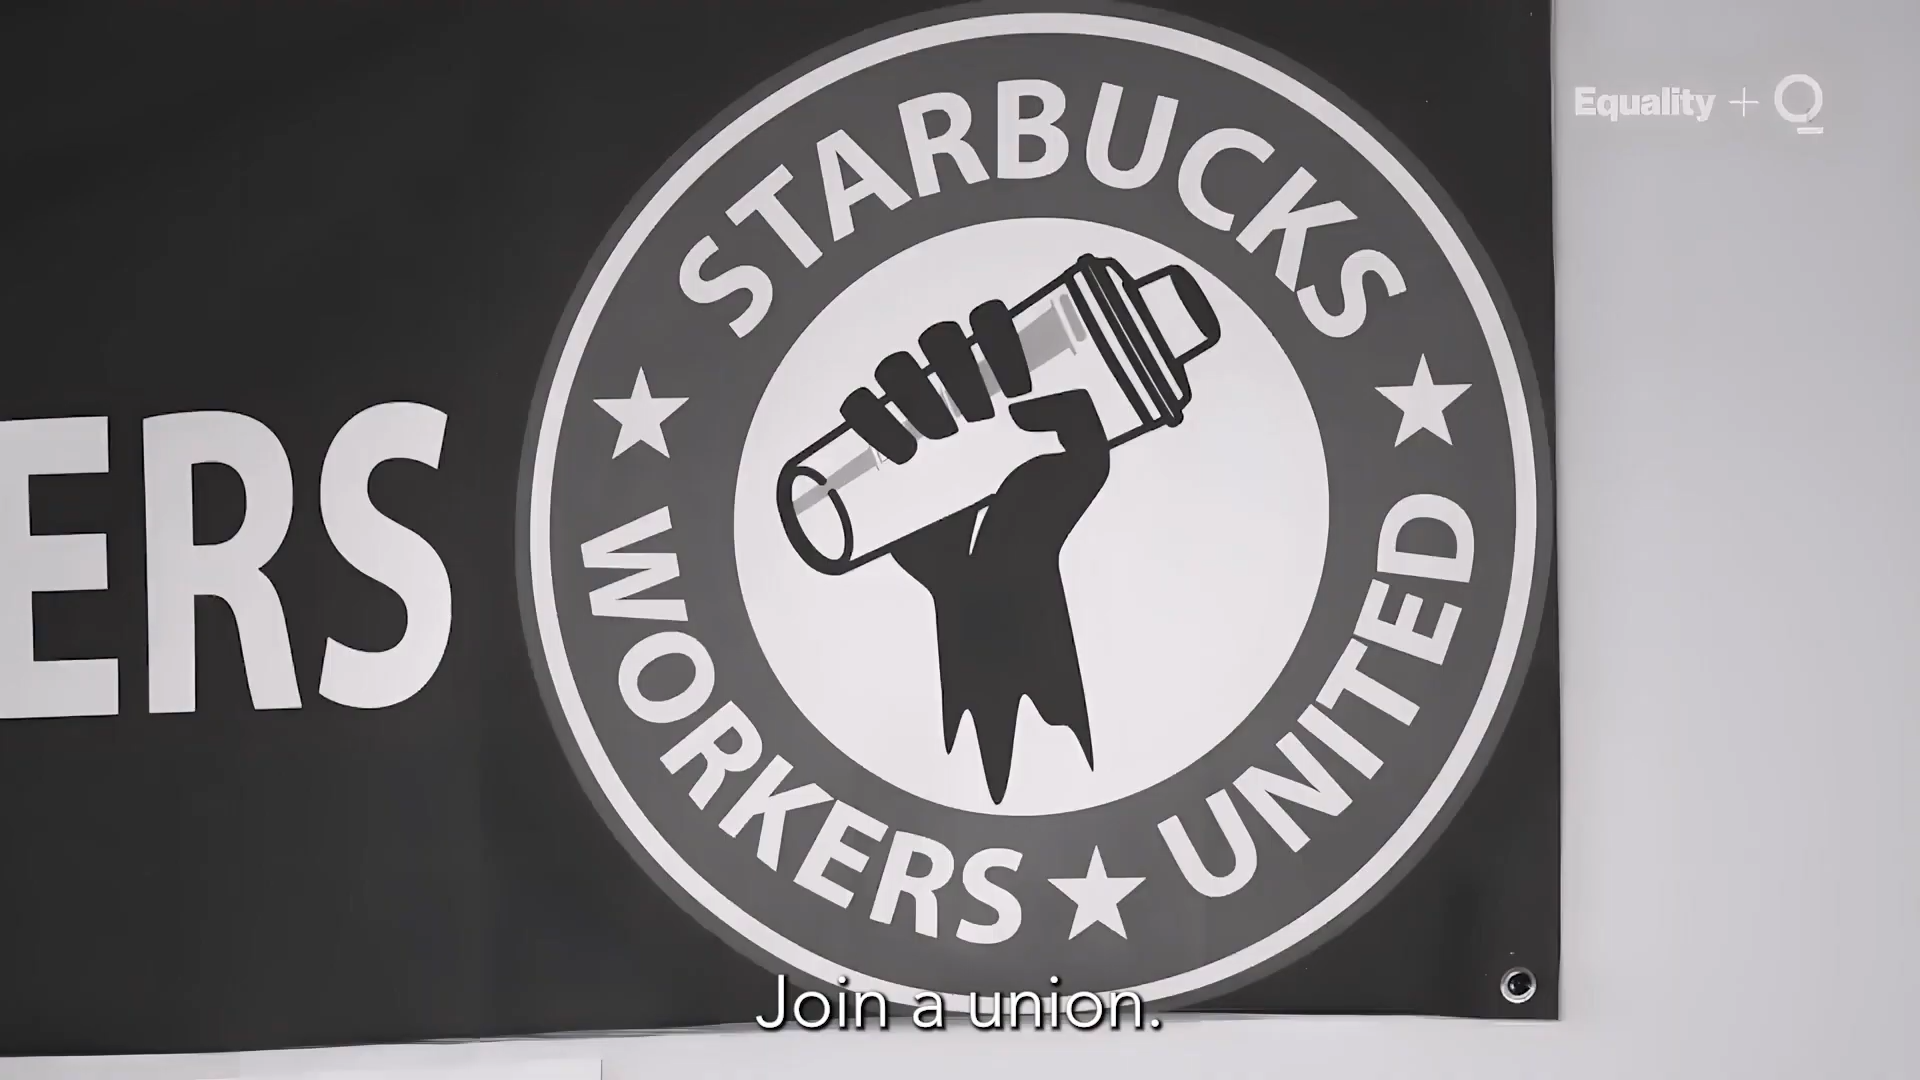 Equality + Q
STARBUCKS
ERS
WORKERS ★ UNITED
Join a union.